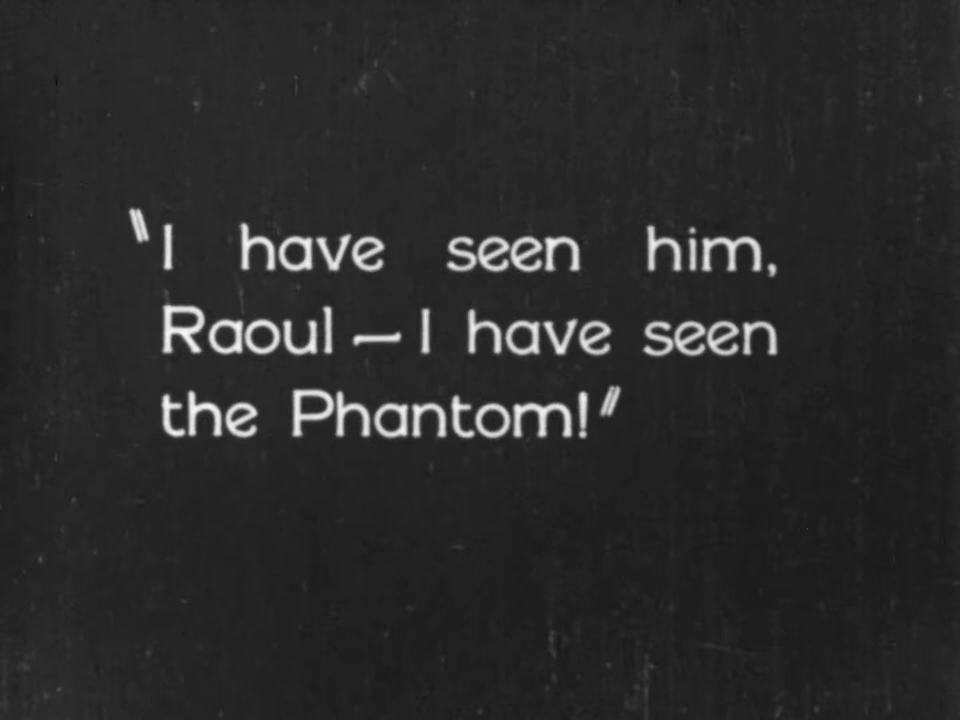 "I have seen him,
Raoul — I have seen
the Phantom!"